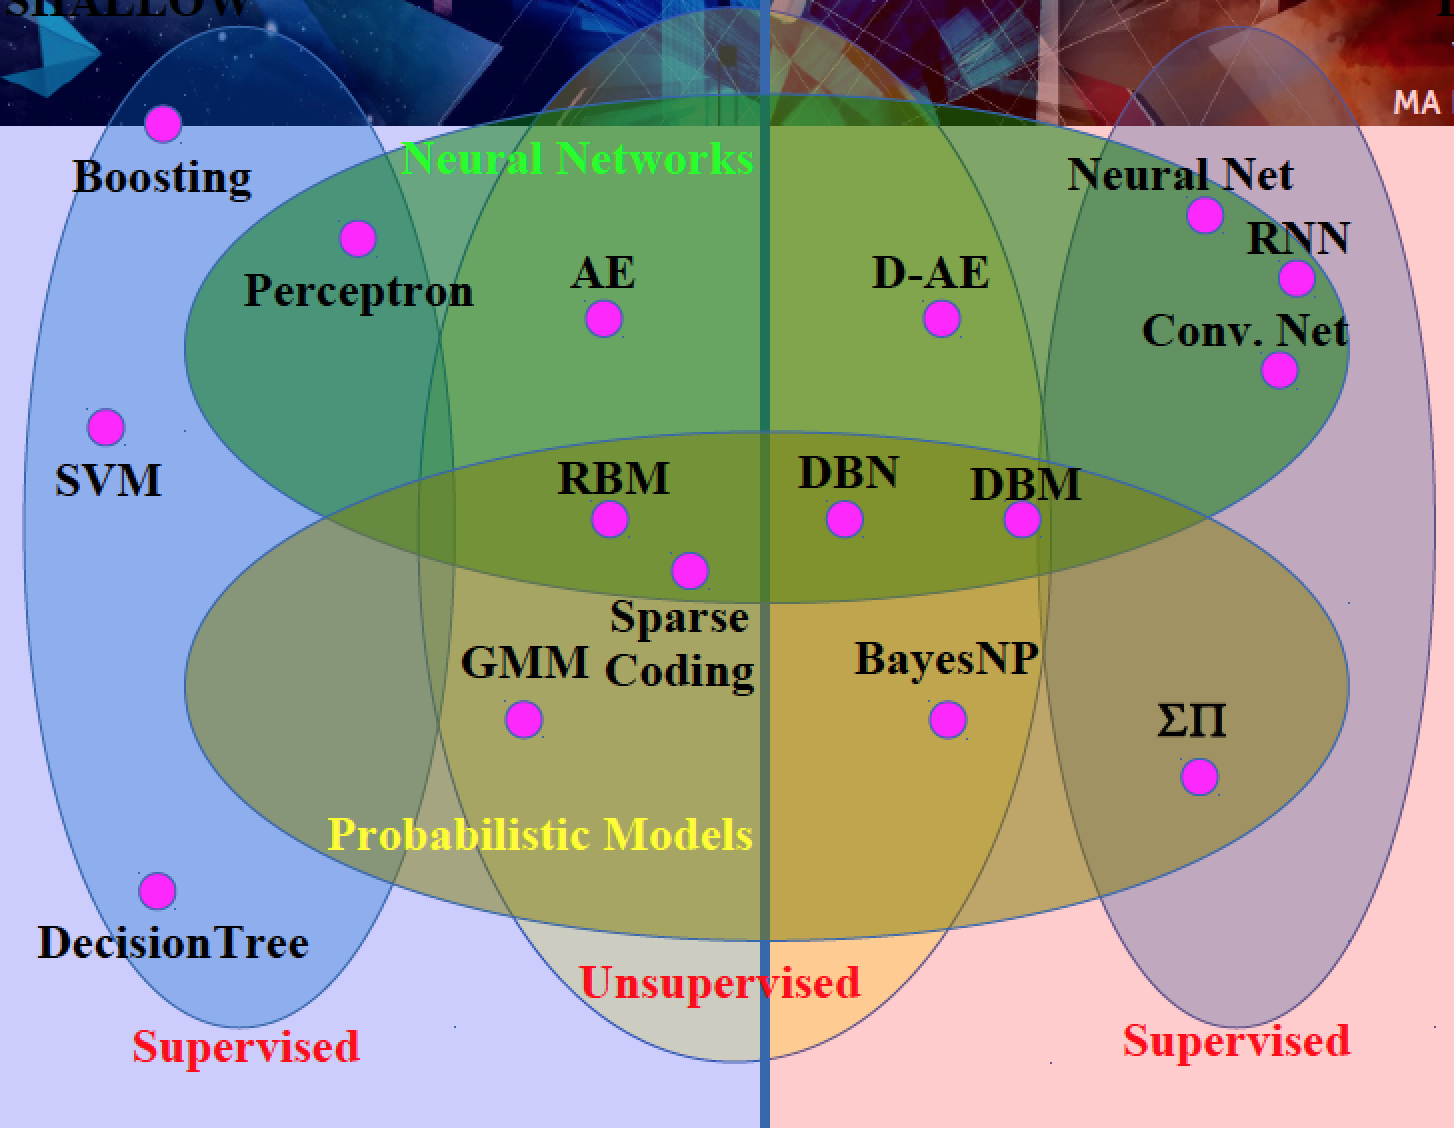 SHALLOW
MA
Boosting
Neural Networks
Neural Net
RNN
Perceptron
AE
D-AE
Conv. Net
SVM
RBM
DBN
DBM
Sparse
Coding
GMM
BayesNP
ΣΠ
Probabilistic Models
DecisionTree
Unsupervised
Supervised
Supervised